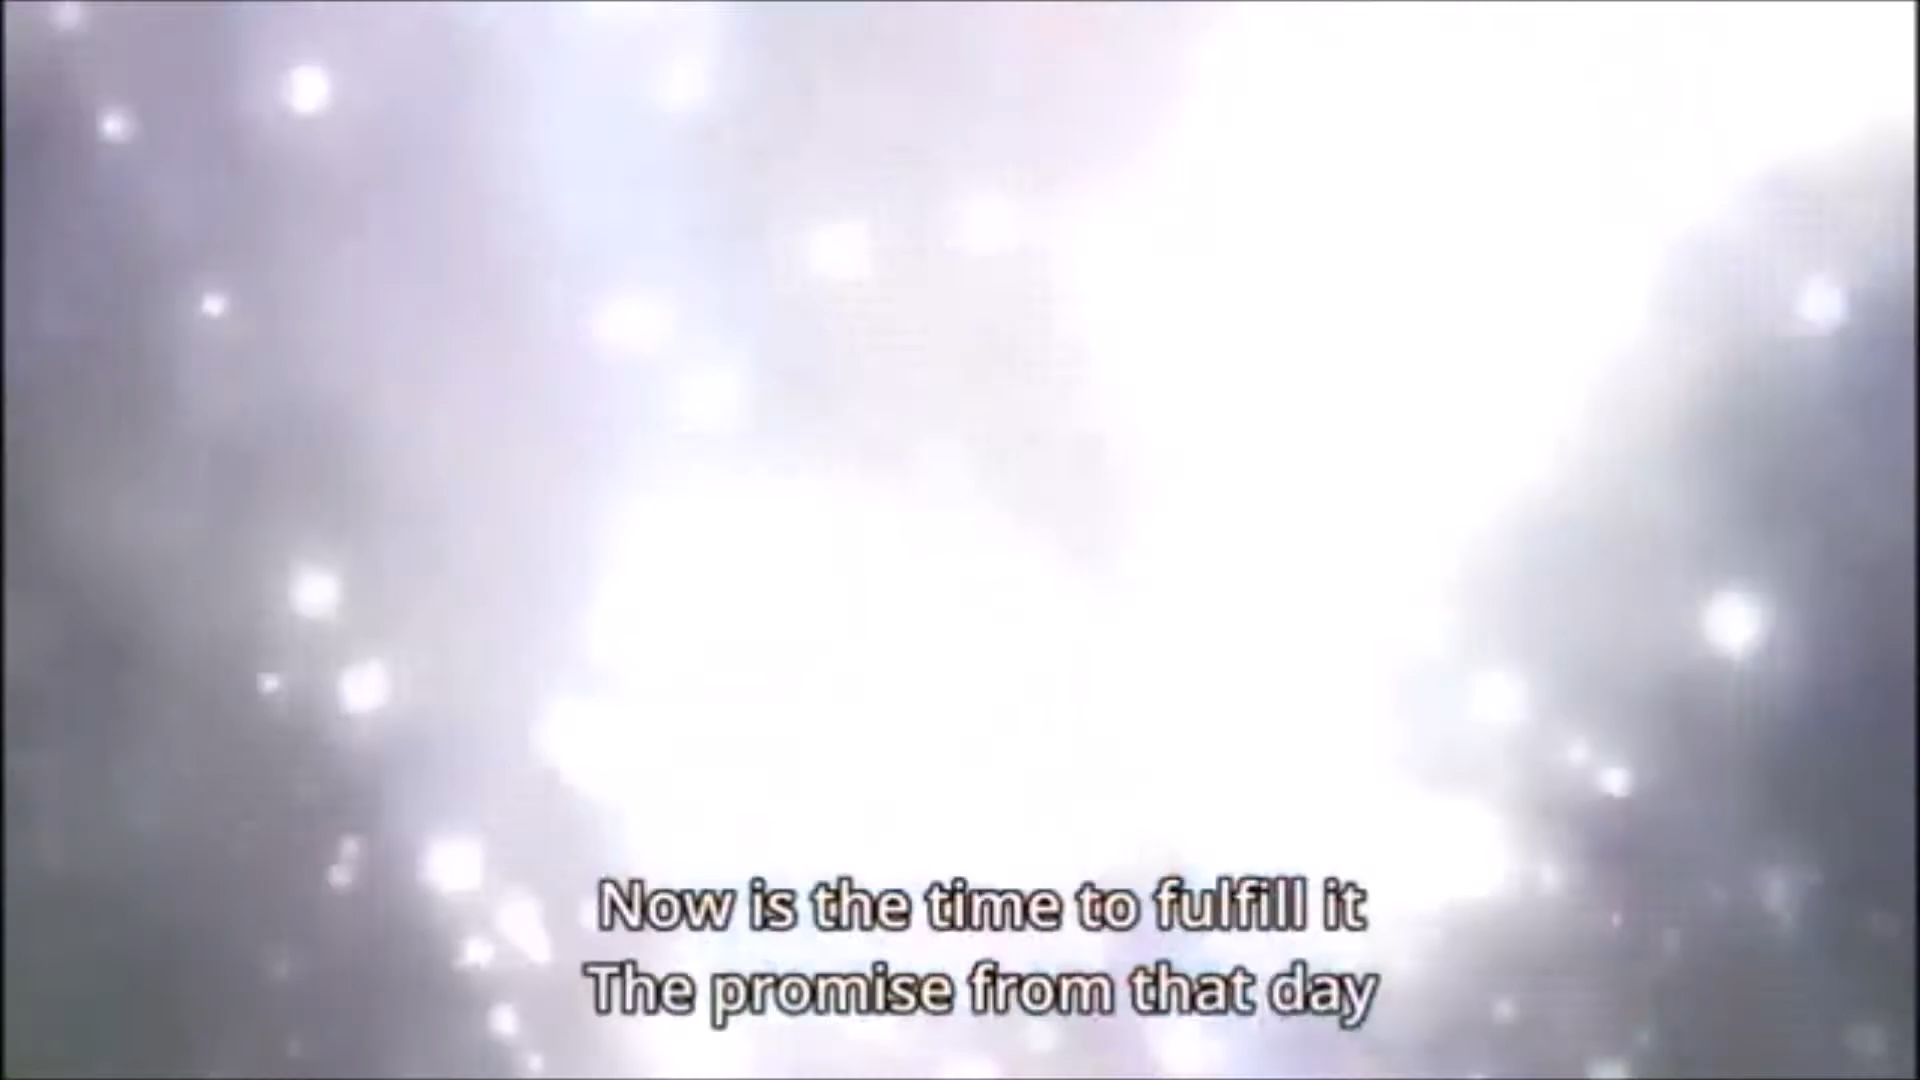 Now is the time to fulfill it
The promise from that day